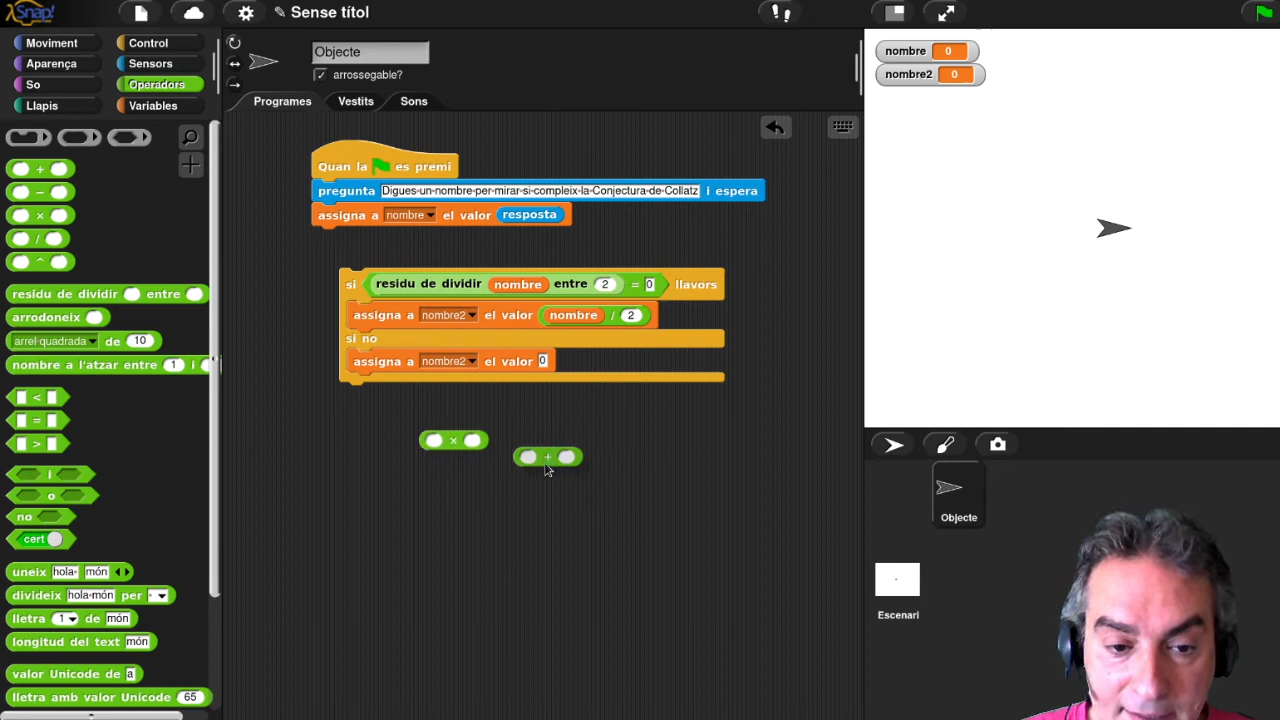 Snap!
Sense títol
Moviment
Control
Aparença
Sensors
So
Operadors
Llapis
Variables
+
−
×
/
^
residu de dividir entre
arrodoneix
arrel quadrada de 10
nombre a l'atzar entre 1 i
<
=
>
i
o
no
cert
uneix hola- món
divideix hola-món per -
lletra 1 de món
longitud del text món
valor Unicode de a
lletra amb valor Unicode 65
Objecte
arrossegable?
Programes
Vestits
Sons
Quan la es premi
pregunta Digues-un-nombre-per-mirar-si-compleix-la-Conjectura-de-Collatz i espera
assigna a nombre el valor resposta
si residu de dividir nombre entre 2 = 0 llavors
assigna a nombre2 el valor nombre / 2
si no
assigna a nombre2 el valor 0
×
+
nombre 0
nombre2 0
Objecte
Escenari